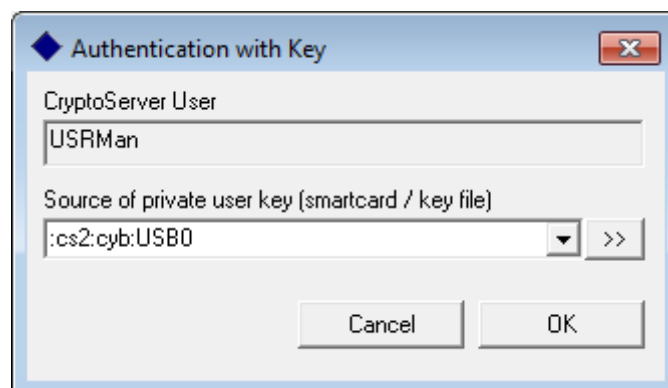 Authentication with Key
CryptoServer User
USRMan
Source of private user key (smartcard / key file)
:cs2:cyb:USB0
>>
Cancel
OK